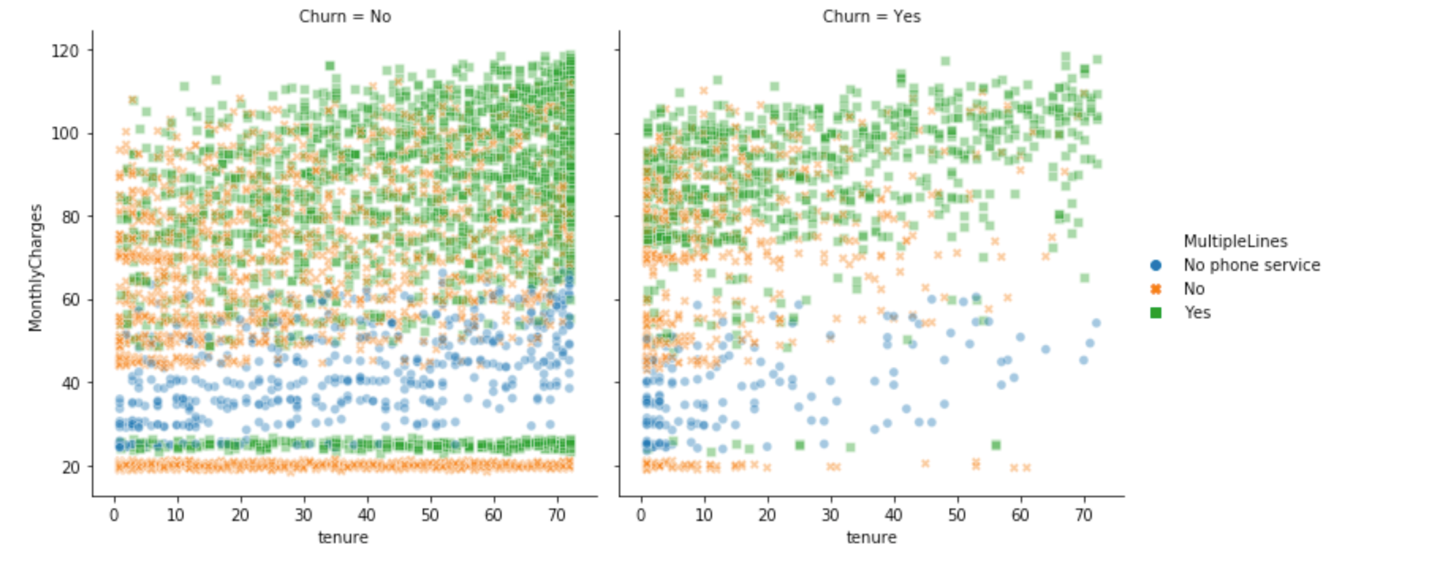 Churn = No
Churn = Yes
MonthlyCharges
120
100
80
60
40
20
0 10 20 30 40 50 60 70
0 10 20 30 40 50 60 70
tenure
tenure
MultipleLines
No phone service
No
Yes